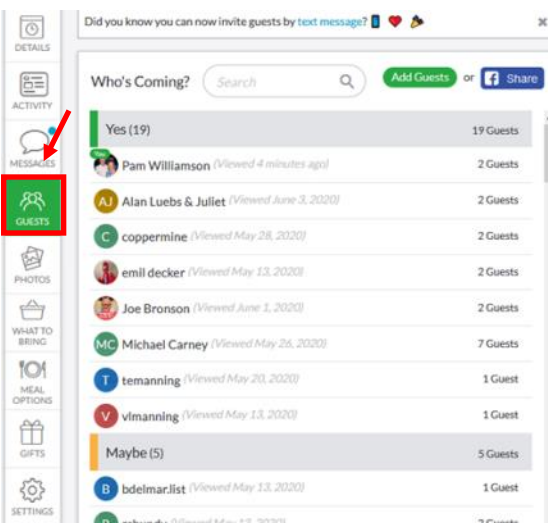 Did you know you can now invite guests by text message?
DETAILS
ACTIVITY
MESSAGES
GUESTS
PHOTOS
WHAT TO
BRING
MEAL
OPTIONS
GIFTS
SETTINGS
Who's Coming?
Search
Add Guests or f Share
Yes (19) 19 Guests
Pam Williamson (Viewed 4 minutes ago) 2 Guests
AJ Alan Luebs & Juliet (Viewed June 3, 2020) 2 Guests
C coppermine (Viewed May 28, 2020) 2 Guests
emil decker (Viewed May 13, 2020) 2 Guests
Joe Bronson (Viewed June 1, 2020) 2 Guests
MC Michael Carney (Viewed May 26, 2020) 7 Guests
T temanning (Viewed May 20, 2020) 1 Guest
V vlmanning (Viewed May 13, 2020) 1 Guest
Maybe (5) 5 Guests
B bdelmar.list (Viewed May 13, 2020) 1 Guest